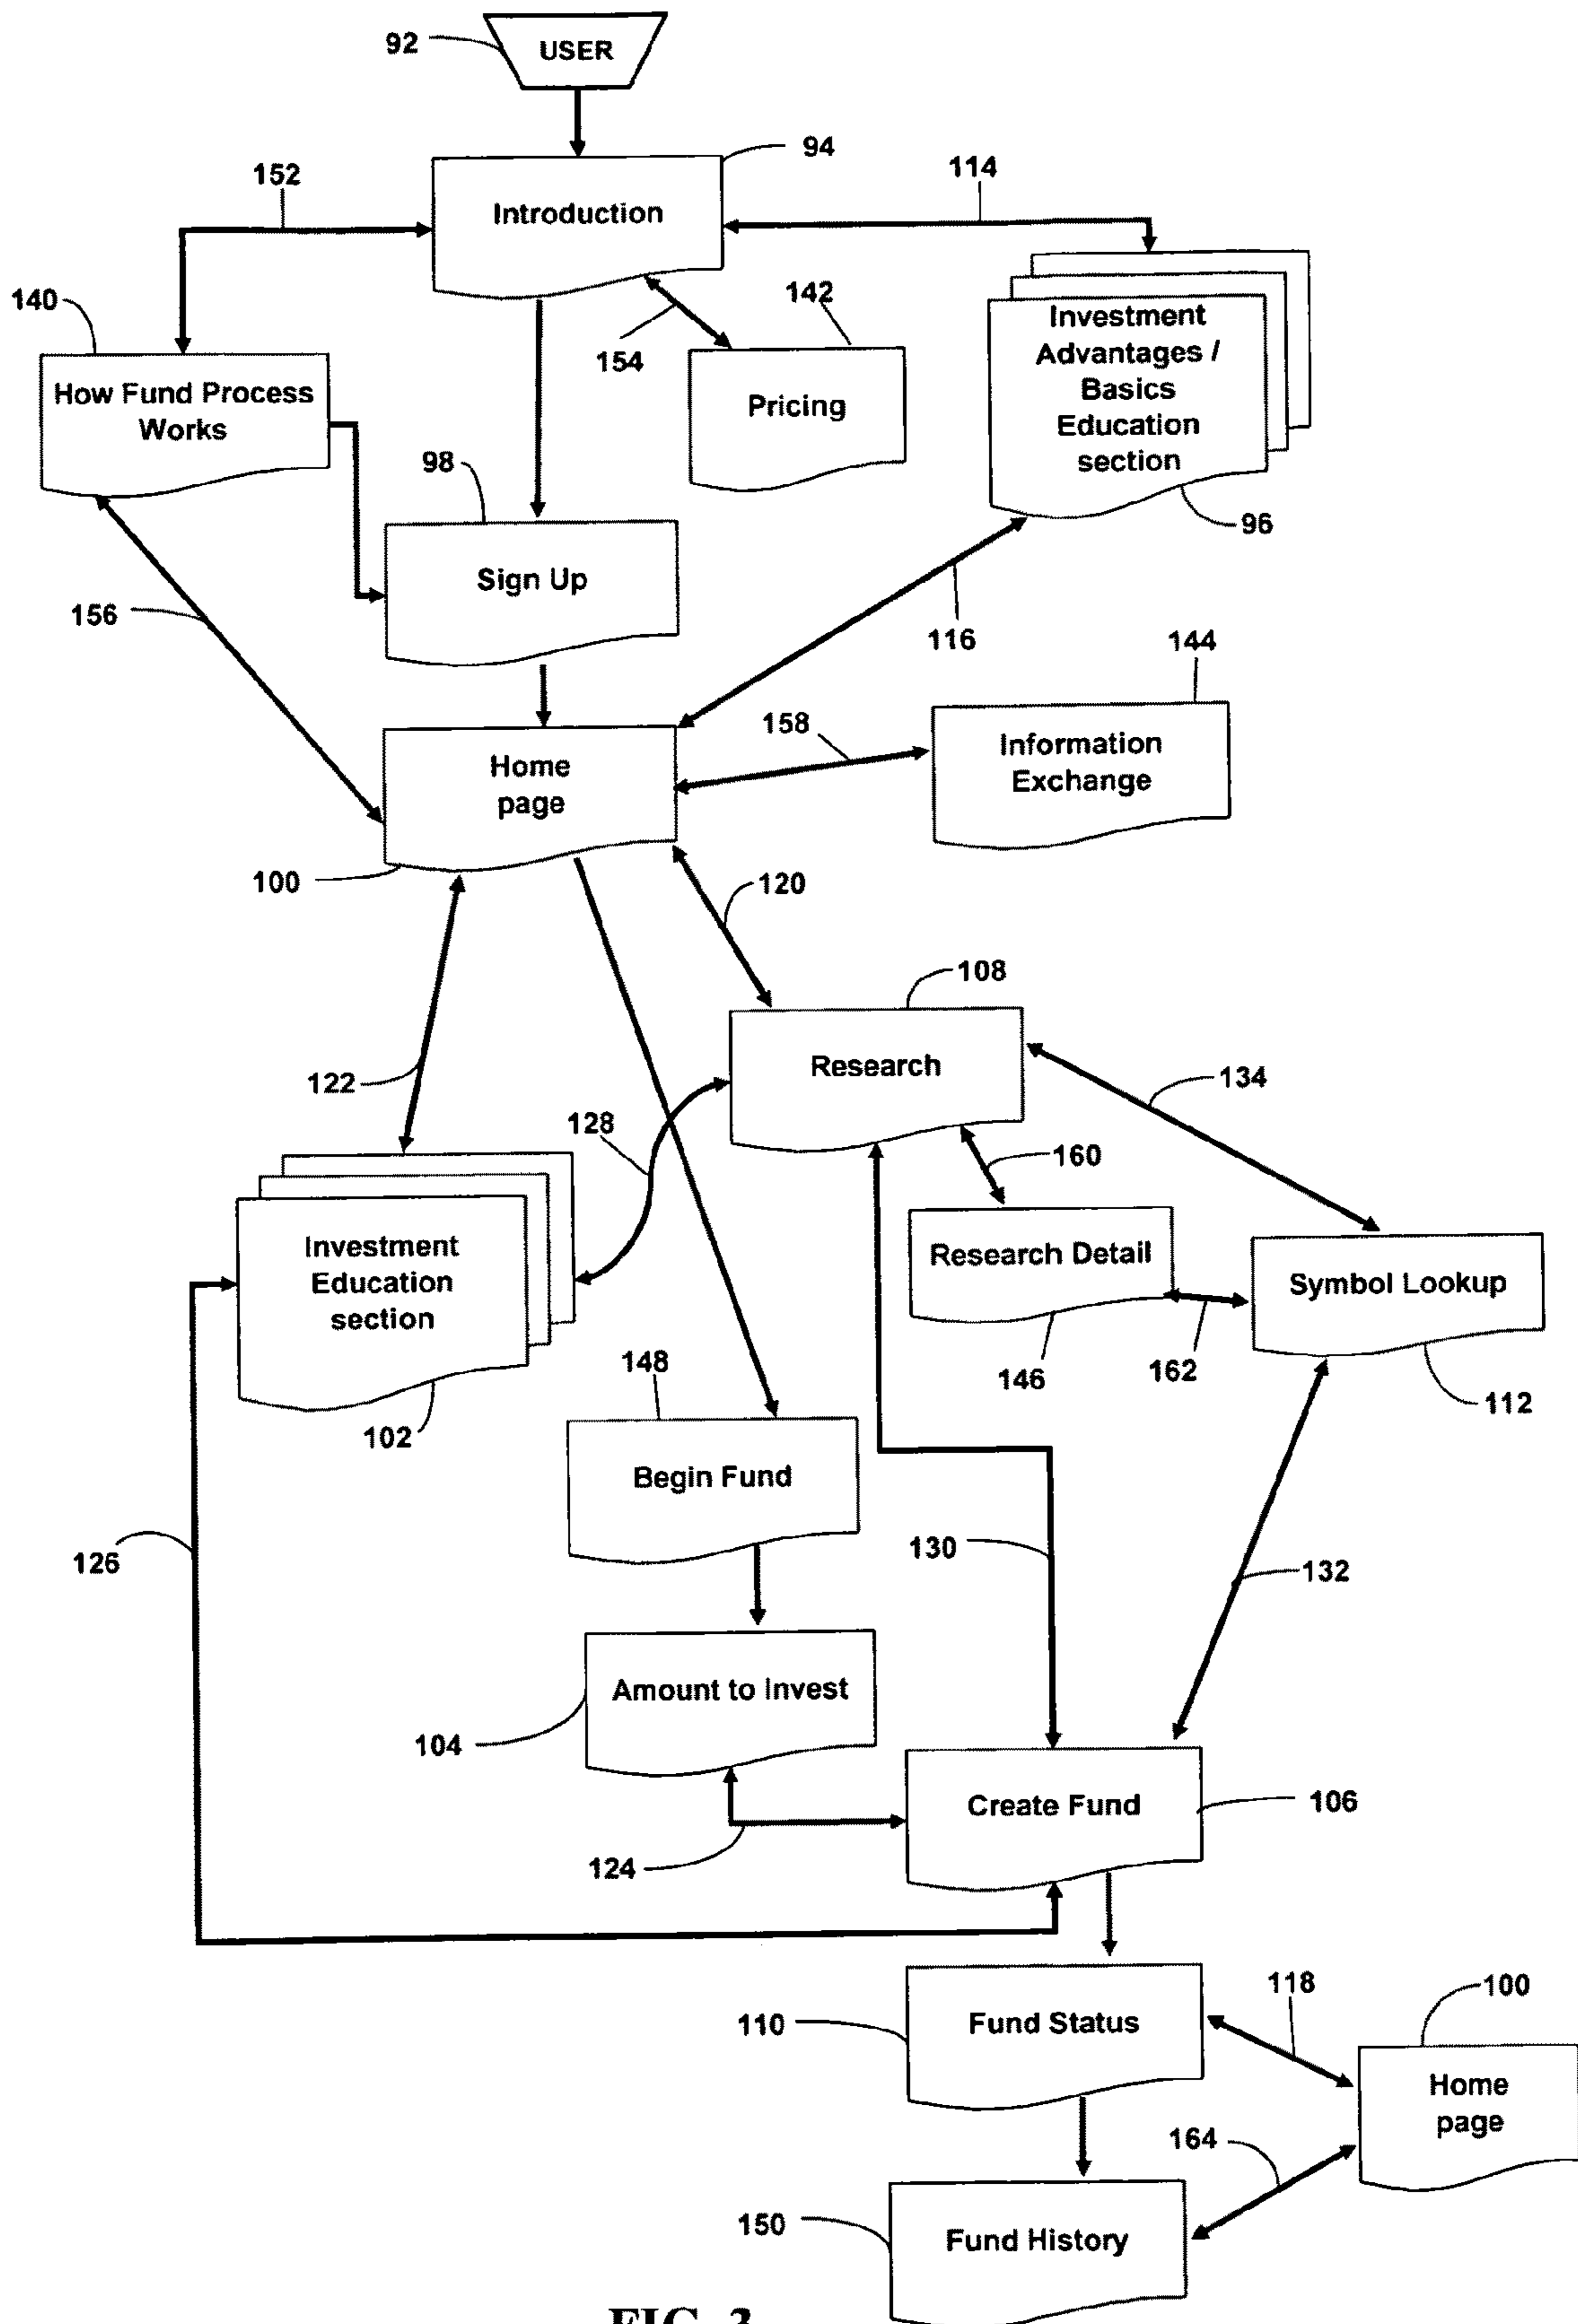 92
USER
94
152
114
Introduction
140
142
154
Investment
Advantages /
Basics
Education
section
How Fund Process
Works
Pricing
98
96
Sign Up
156
116
144
158
Information
Exchange
Home
page
100
120
108
Research
122
134
128
160
Investment
Education
section
Research Detail
Symbol Lookup
148
146
162
112
102
Begin Fund
126
130
132
Amount to Invest
104
Create Fund
106
124
118
100
110
Fund Status
Home
page
164
150
Fund History
FIG. 3